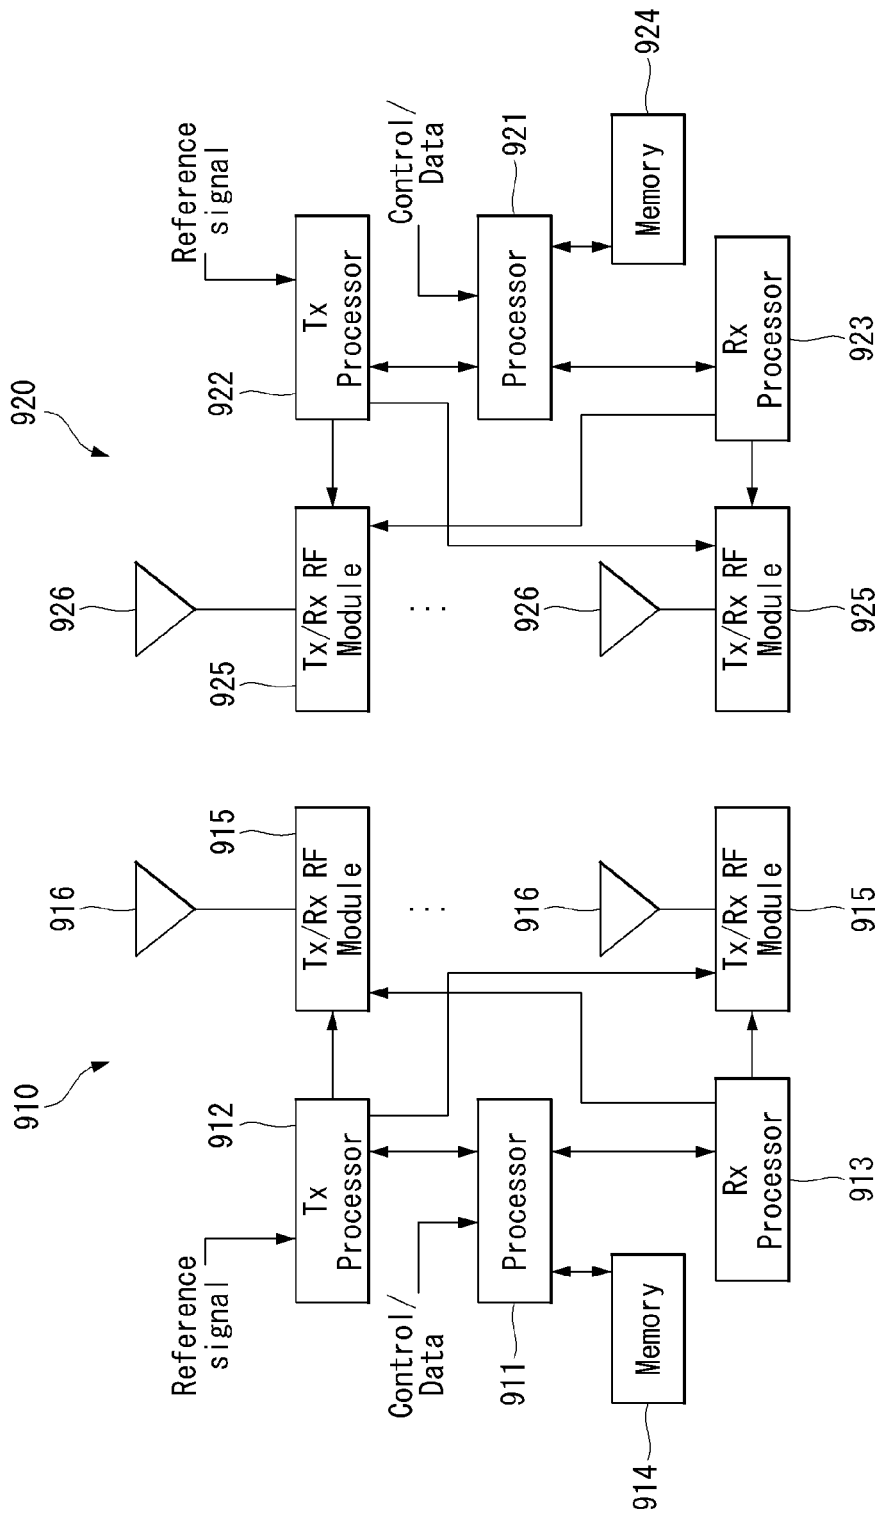 910
920
Reference
signal
912
916
915
926
925
922
Reference
signal
Tx
Processor
Tx/Rx RF
Module
Tx/Rx RF
Module
Tx
Processor
Control/
Data
...
...
Control/
Data
911
Processor
916
926
Processor
921
914
Memory
Memory
924
Rx
Processor
Tx/Rx RF
Module
Tx/Rx RF
Module
Rx
Processor
913
915
925
923